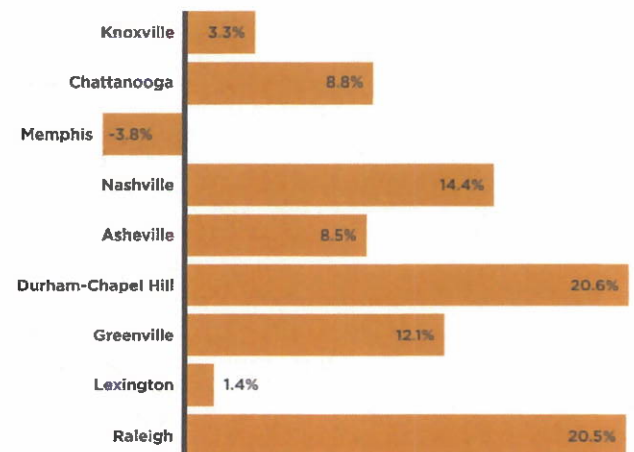 Knoxville 3.3%
Chattanooga 8.8%
Memphis -3.8%
Nashville 14.4%
Asheville 8.5%
Durham-Chapel Hill 20.6%
Greenville 12.1%
Lexington 1.4%
Raleigh 20.5%